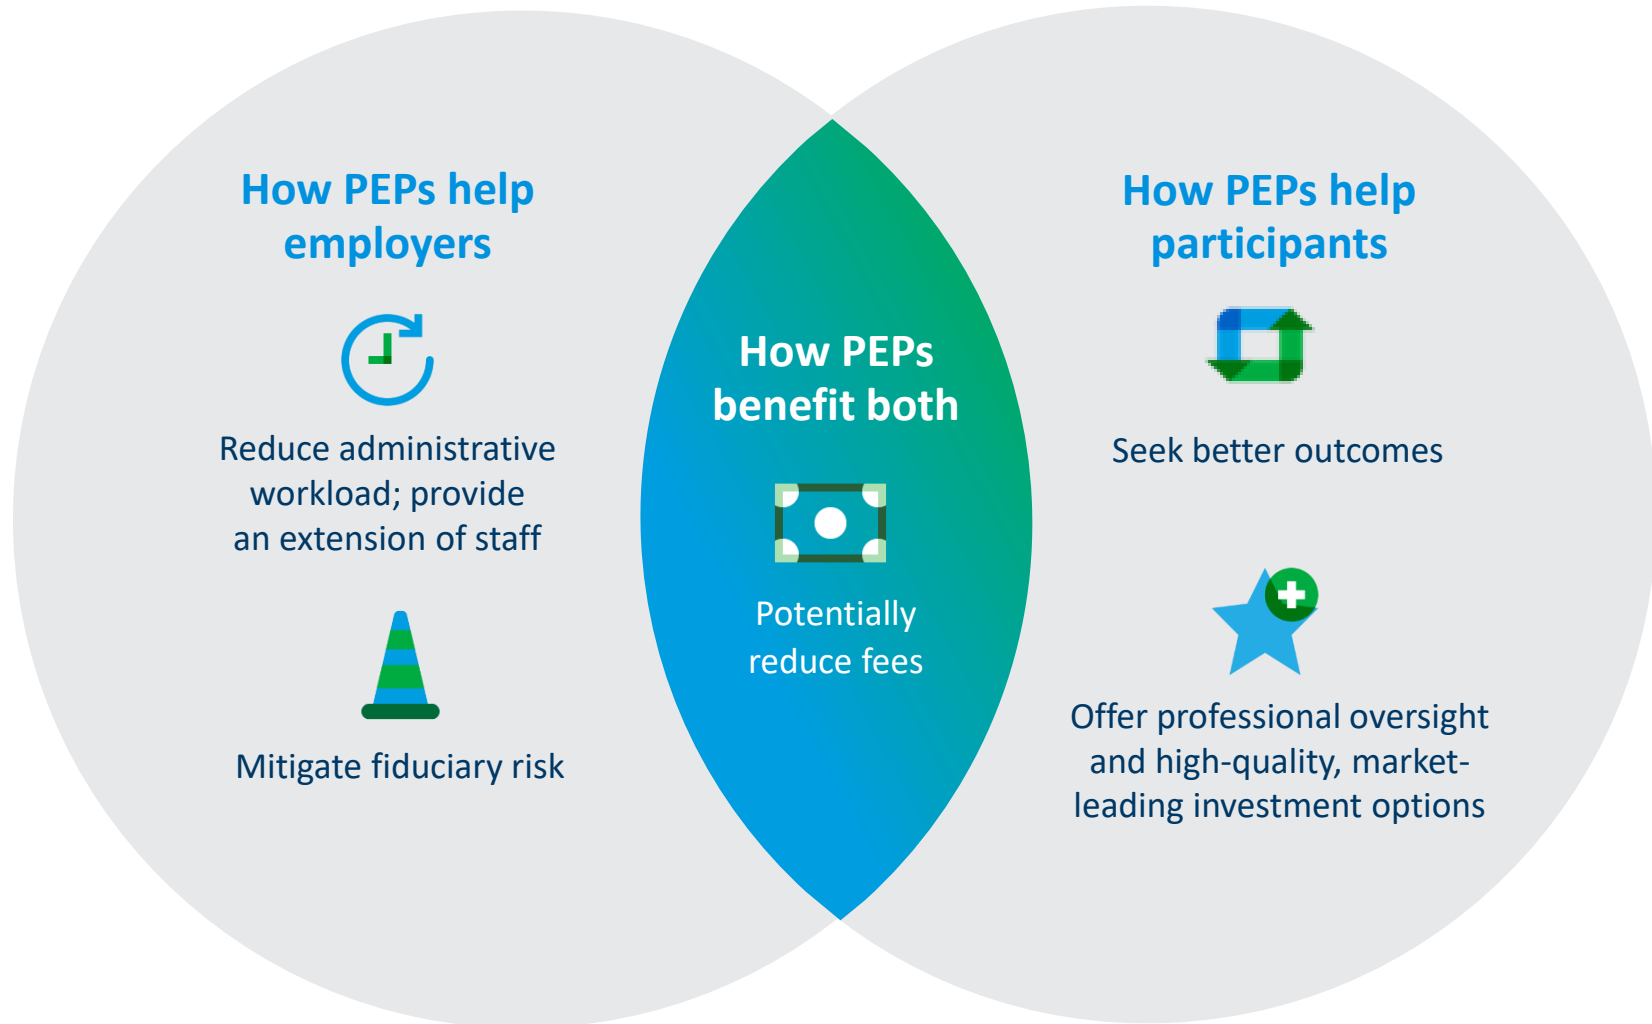 How PEPs help
employers
Reduce administrative
workload; provide
an extension of staff
Mitigate fiduciary risk
How PEPs
benefit both
Potentially
reduce fees
How PEPs help
participants
Seek better outcomes
Offer professional oversight
and high-quality, market-
leading investment options